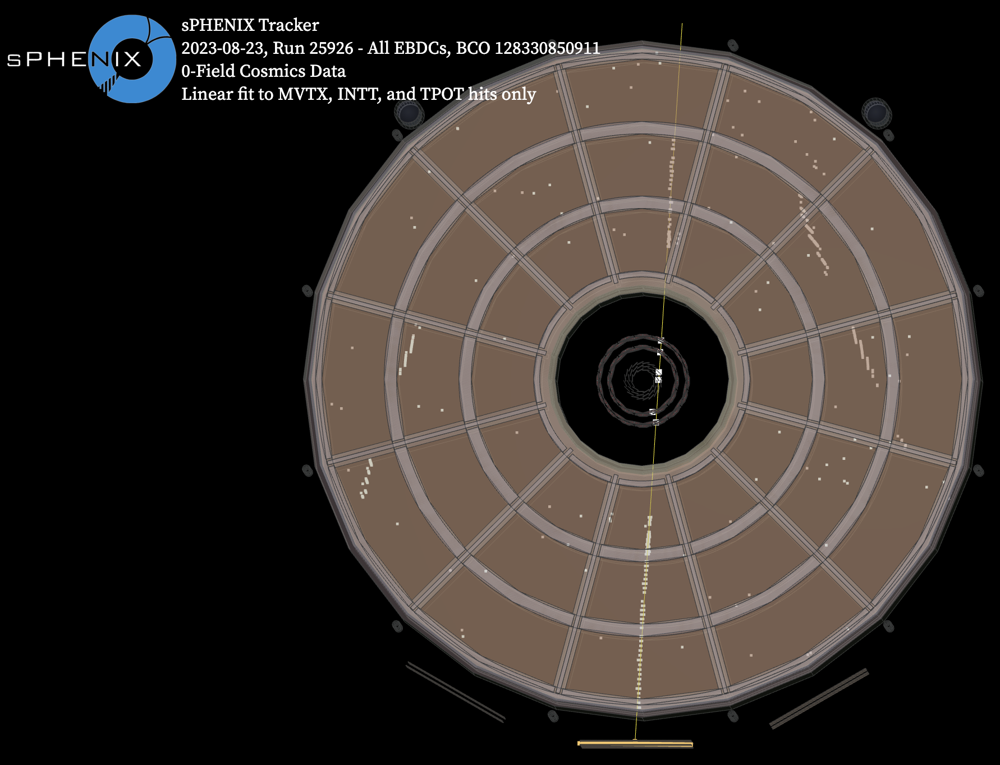 sPHENIX
sPHENIX Tracker
2023-08-23, Run 25926 - All EBDCs, BCO 128330850911
0-Field Cosmics Data
Linear fit to MVTX, INTT, and TPOT hits only